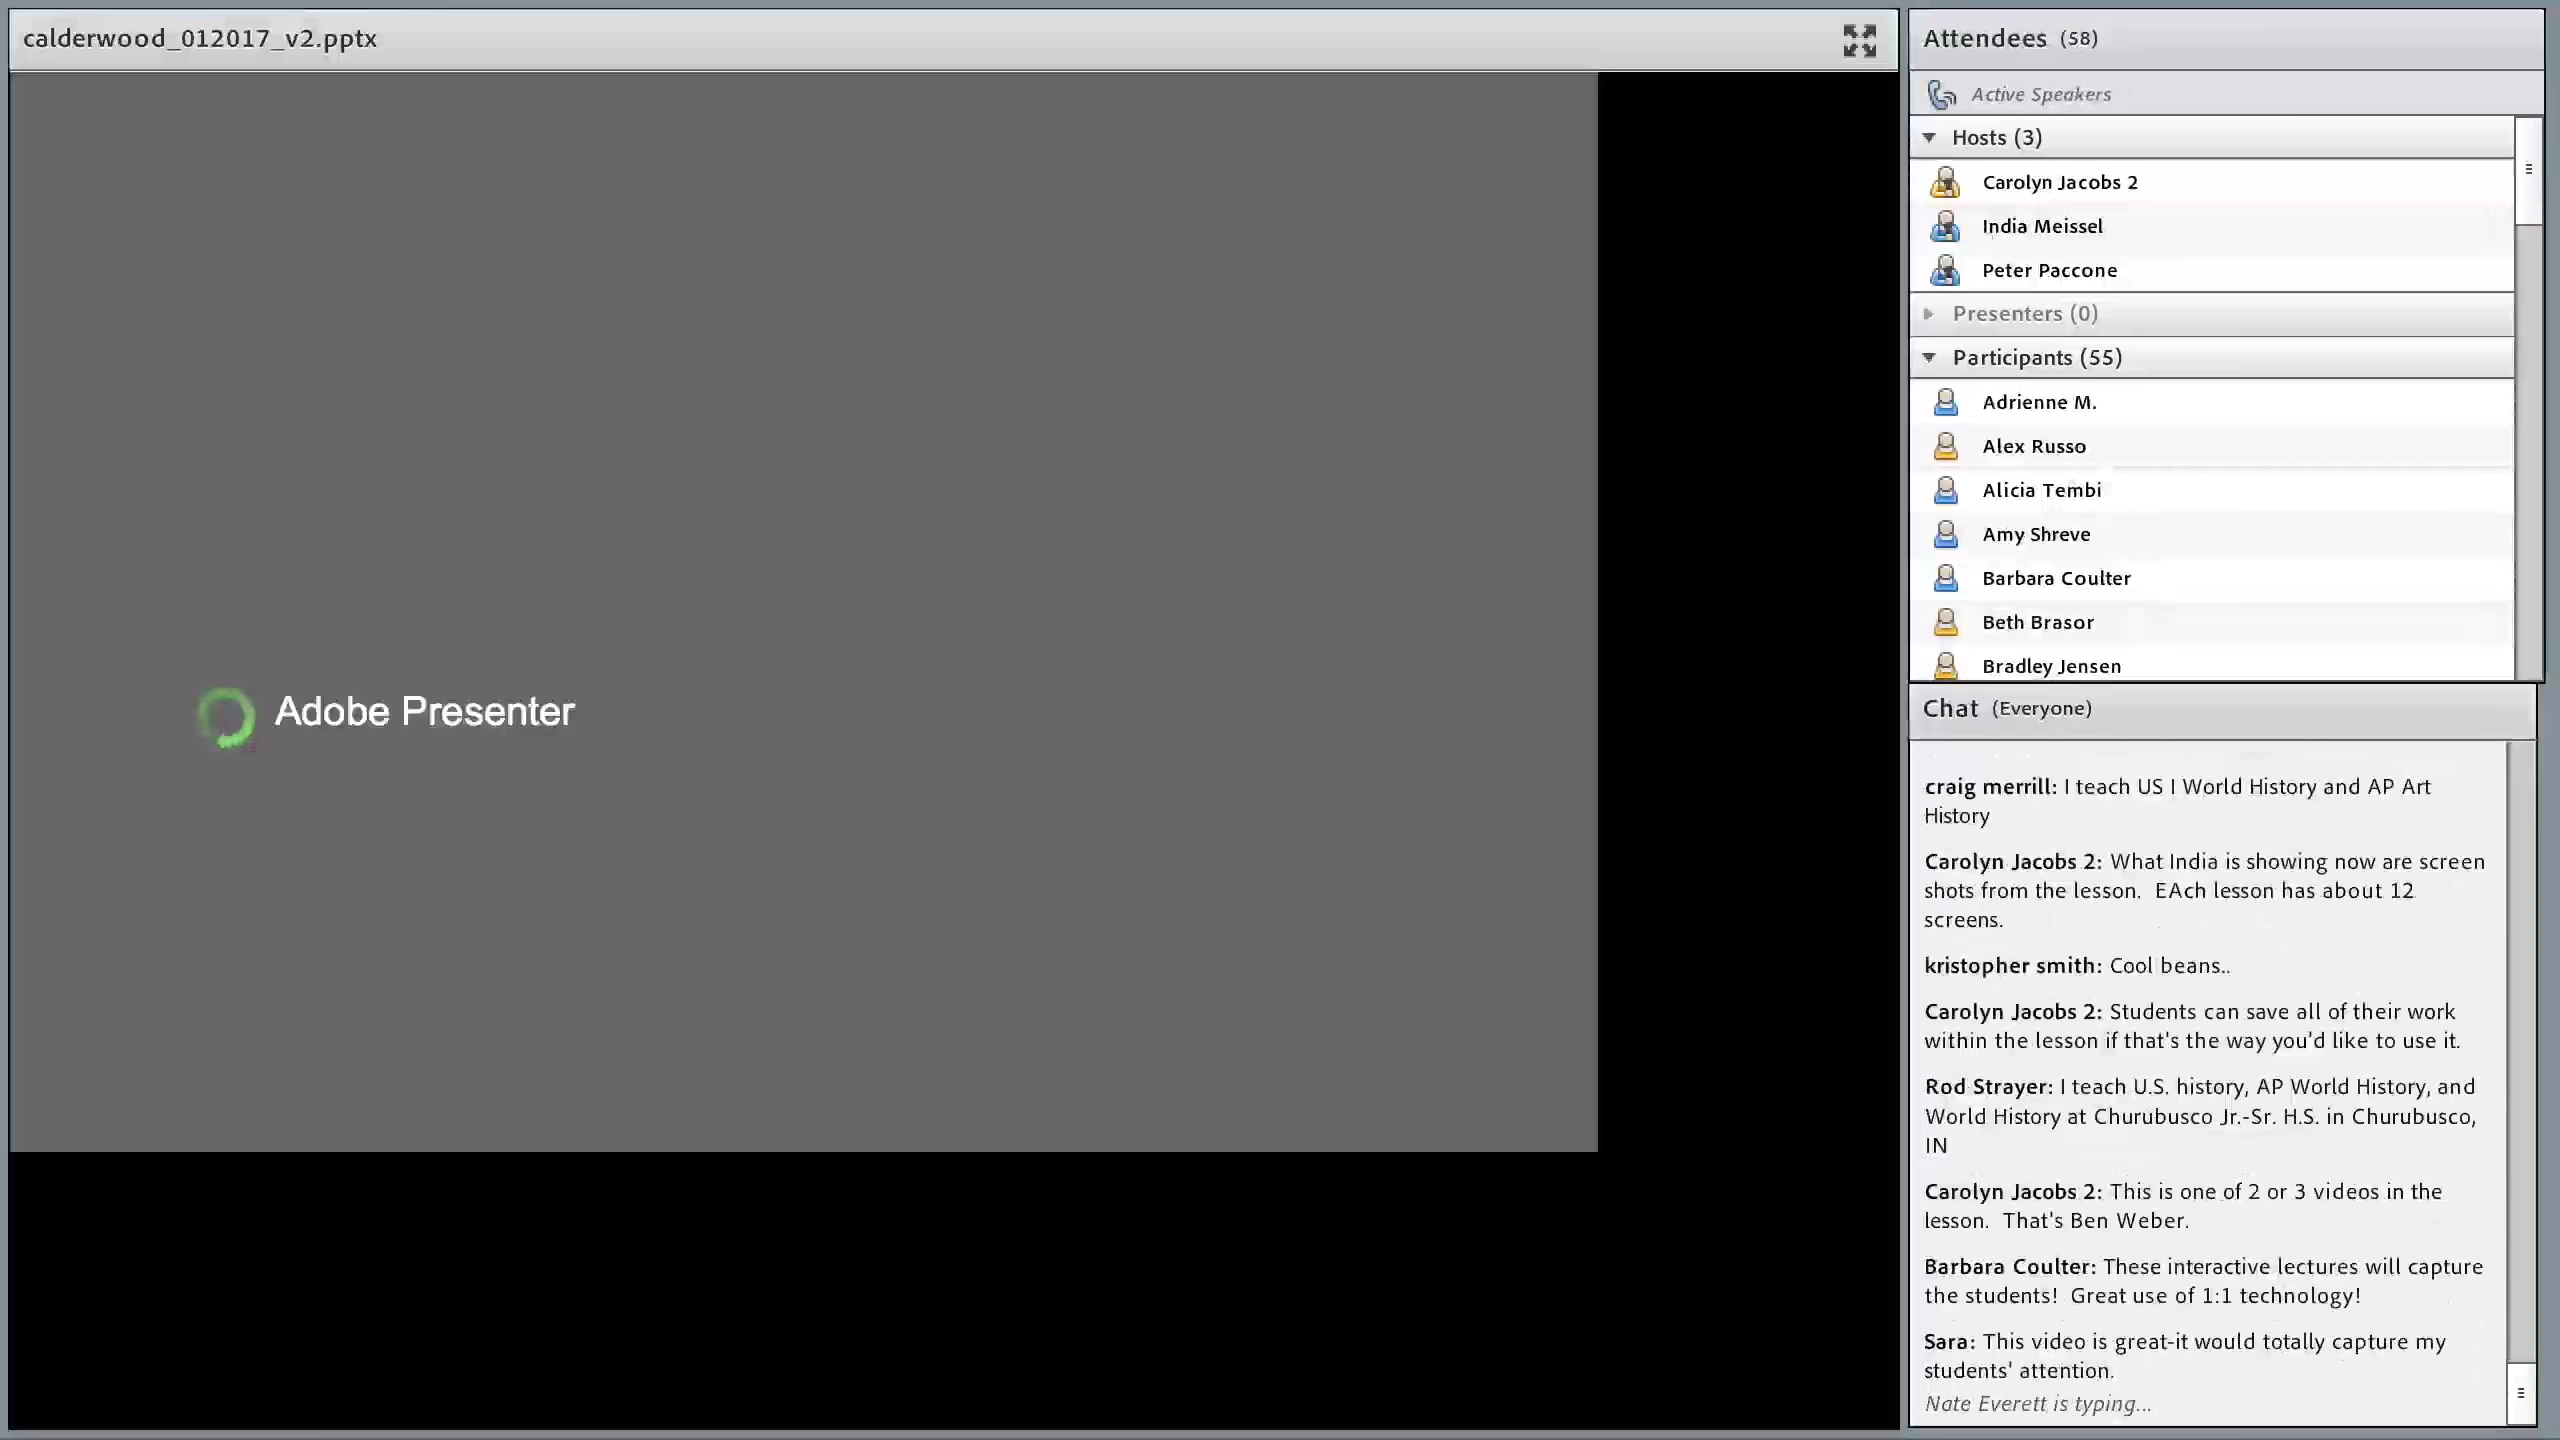 calderwood_012017_v2.pptx
Adobe Presenter
Attendees (58)
Active Speakers
Hosts (3)
Carolyn Jacobs 2
India Meissel
Peter Paccone
Presenters (0)
Participants (55)
Adrienne M.
Alex Russo
Alicia Tembi
Amy Shreve
Barbara Coulter
Beth Brasor
Bradley Jensen
Chat (Everyone)
craig merrill: I teach US I World History and AP Art
History
Carolyn Jacobs 2: What India is showing now are screen
shots from the lesson. EAch lesson has about 12
screens.
kristopher smith: Cool beans..
Carolyn Jacobs 2: Students can save all of their work
within the lesson if that's the way you'd like to use it.
Rod Strayer: I teach U.S. history, AP World History, and
World History at Churubusco Jr.-Sr. H.S. in Churubusco,
IN
Carolyn Jacobs 2: This is one of 2 or 3 videos in the
lesson. That's Ben Weber.
Barbara Coulter: These interactive lectures will capture
the students! Great use of 1:1 technology!
Sara: This video is great-it would totally capture my
students' attention.
Nate Everett is typing...